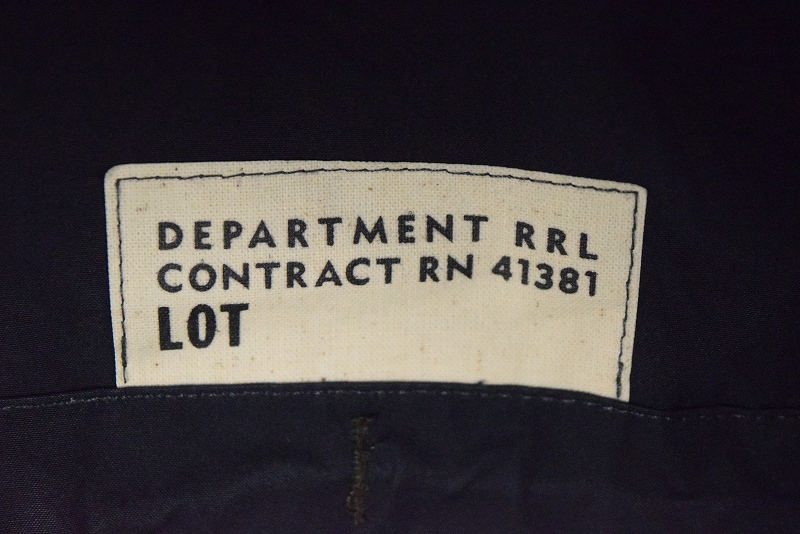 DEPARTMENT RRL
CONTRACT RN 41381
LOT